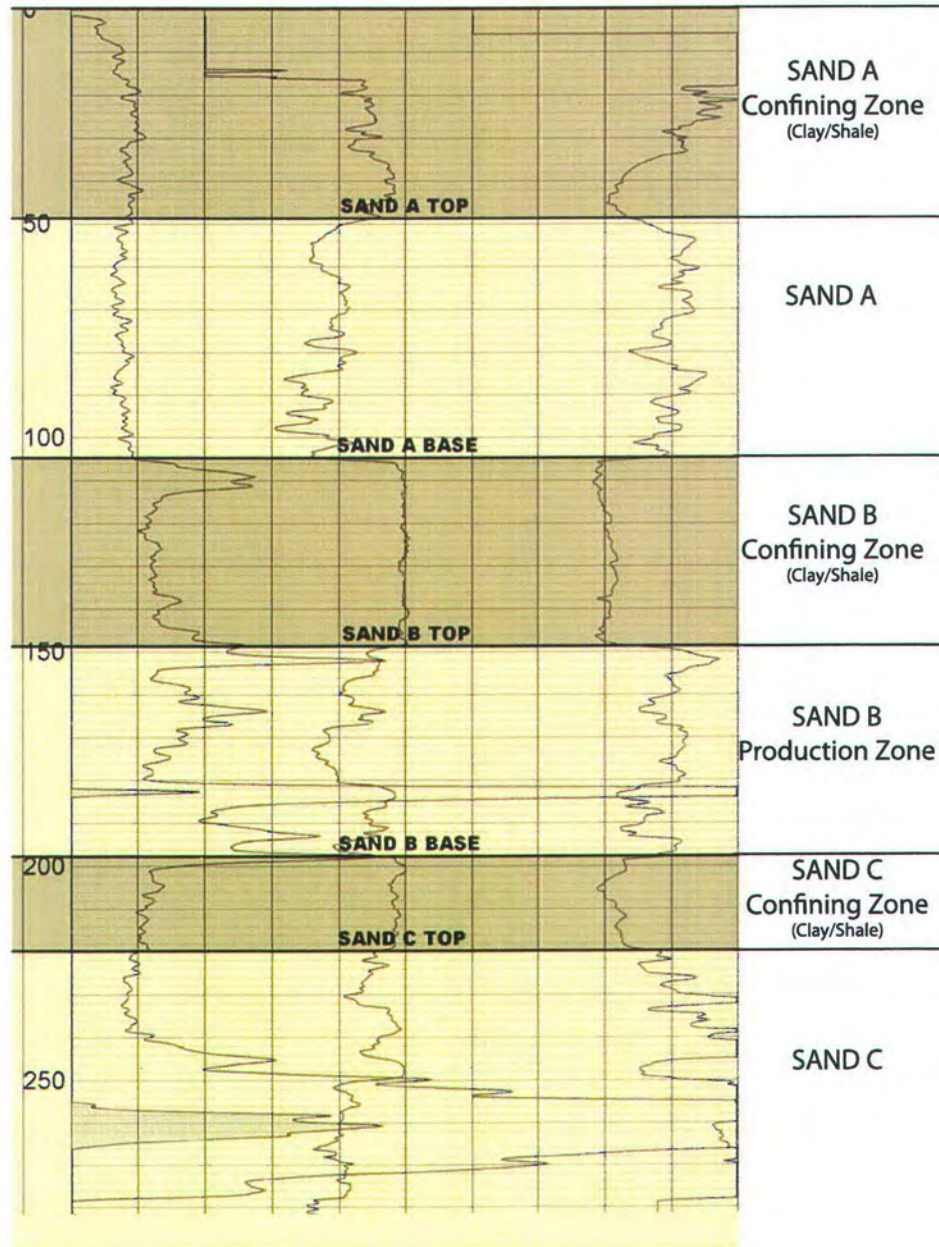 0
SAND A
Confining Zone
(Clay/Shale)
SAND A TOP
50
SAND A
100
SAND A BASE
SAND B
Confining Zone
(Clay/Shale)
SAND B TOP
150
SAND B
Production Zone
SAND B BASE
200
SAND C
Confining Zone
(Clay/Shale)
SAND C TOP
SAND C
250